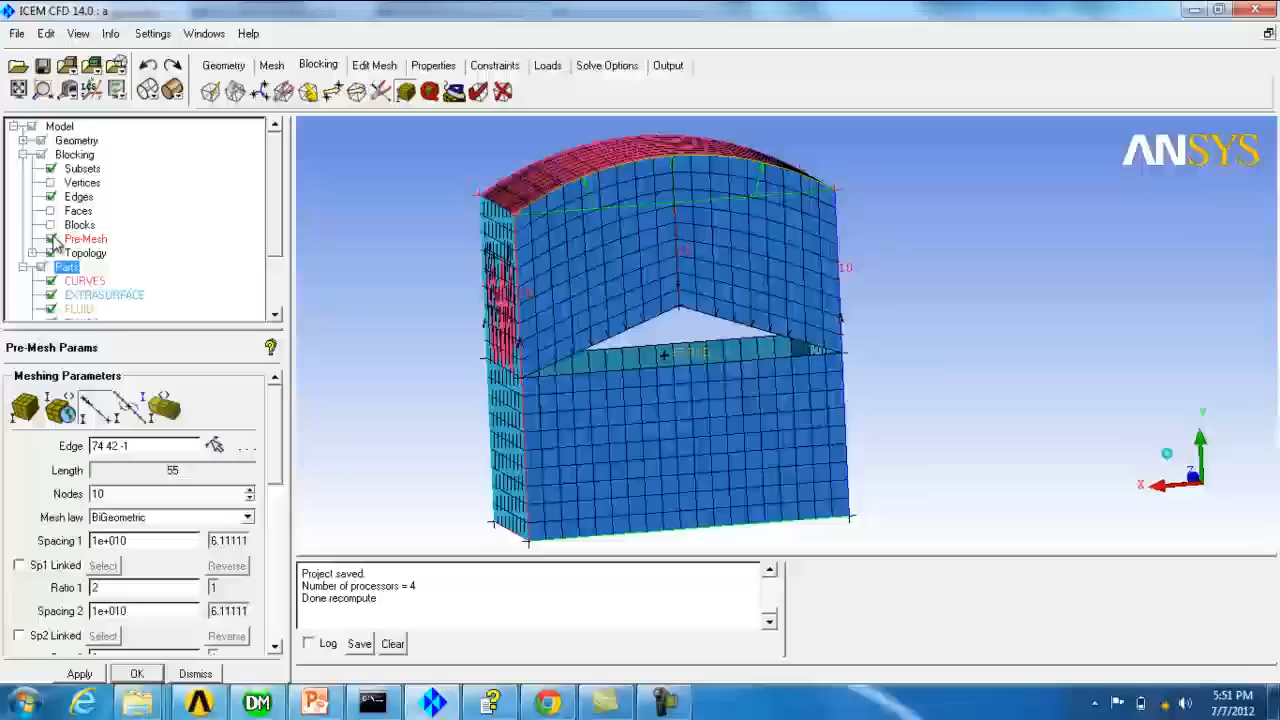 ICEM CFD 14.0 : a
File Edit View Info Settings Windows Help
Geometry Mesh Blocking Edit Mesh Properties Constraints Loads Solve Options Output
Model
Geometry
Blocking
Subsets
Vertices
Edges
Faces
Blocks
Pre-Mesh
Topology
Parts
CURVES
EXTRASURFACE
FLUID
Pre-Mesh Params
Meshing Parameters
Edge 74 42 -1
Length 55
Nodes 10
Mesh law BiGeometric
Spacing 1 1e+010 6.11111
Sp1 Linked Select Reverse
Ratio 1 2 1
Spacing 2 1e+010 6.11111
Sp2 Linked Select Reverse
Apply OK Dismiss
ANSYS
10
10
Y
X
Z
Project saved.
Number of processors = 4
Done recompute
Log Save Clear
DM
5:51 PM
7/7/2012